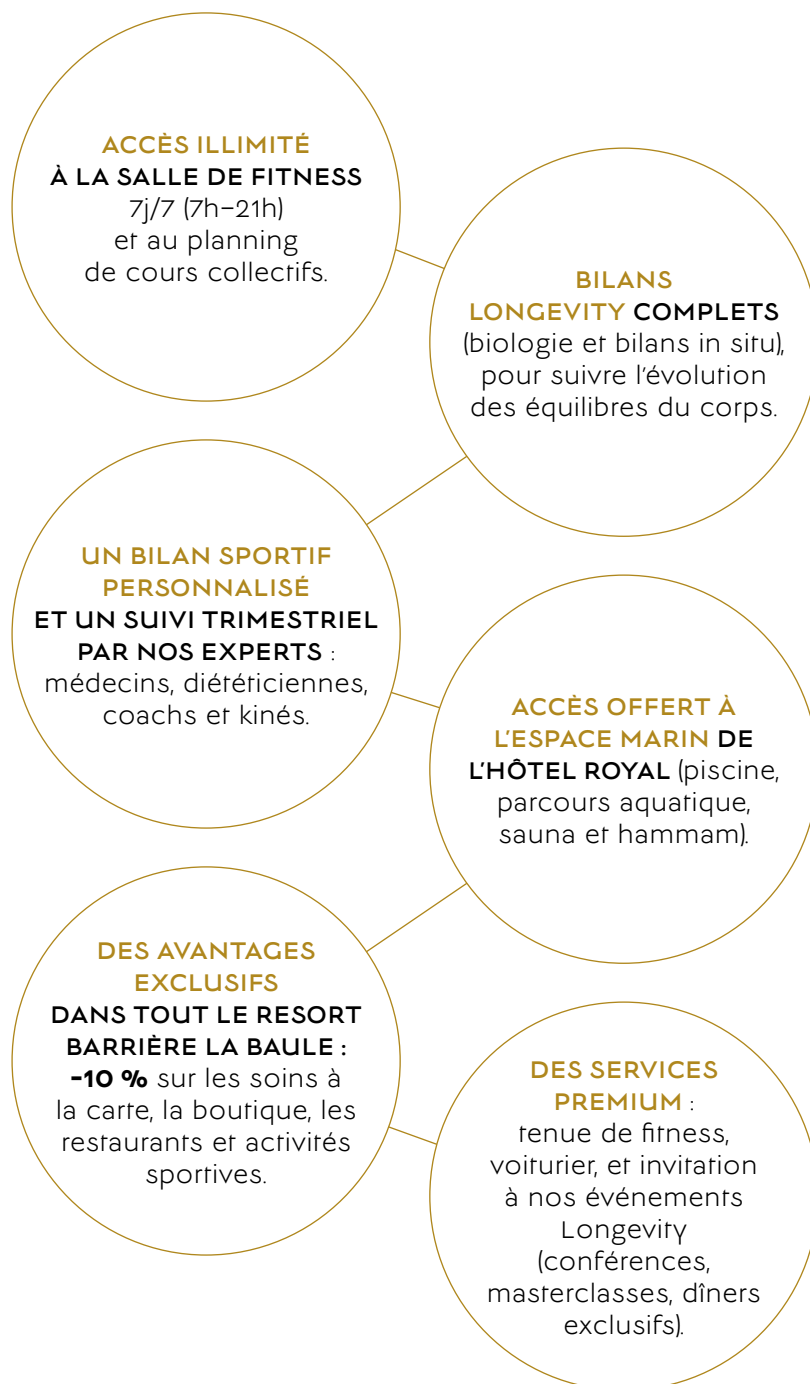 ACCÈS ILLIMITÉ
À LA SALLE DE FITNESS
7j/7 (7h–21h)
et au planning
de cours collectifs.
BILANS
LONGEVITY COMPLETS
(biologie et bilans in situ),
pour suivre l'évolution
des équilibres du corps.
UN BILAN SPORTIF
PERSONNALISÉ
ET UN SUIVI TRIMESTRIEL
PAR NOS EXPERTS :
médecins, diététiciennes,
coachs et kinés.
ACCÈS OFFERT À
L'ESPACE MARIN DE
L'HÔTEL ROYAL (piscine,
parcours aquatique,
sauna et hammam).
DES AVANTAGES
EXCLUSIFS
DANS TOUT LE RESORT
BARRIÈRE LA BAULE :
-10 % sur les soins à
la carte, la boutique, les
restaurants et activités
sportives.
DES SERVICES
PREMIUM :
tenue de fitness,
voiturier, et invitation
à nos événements
Longevity
(conférences,
masterclasses, dîners
exclusifs).